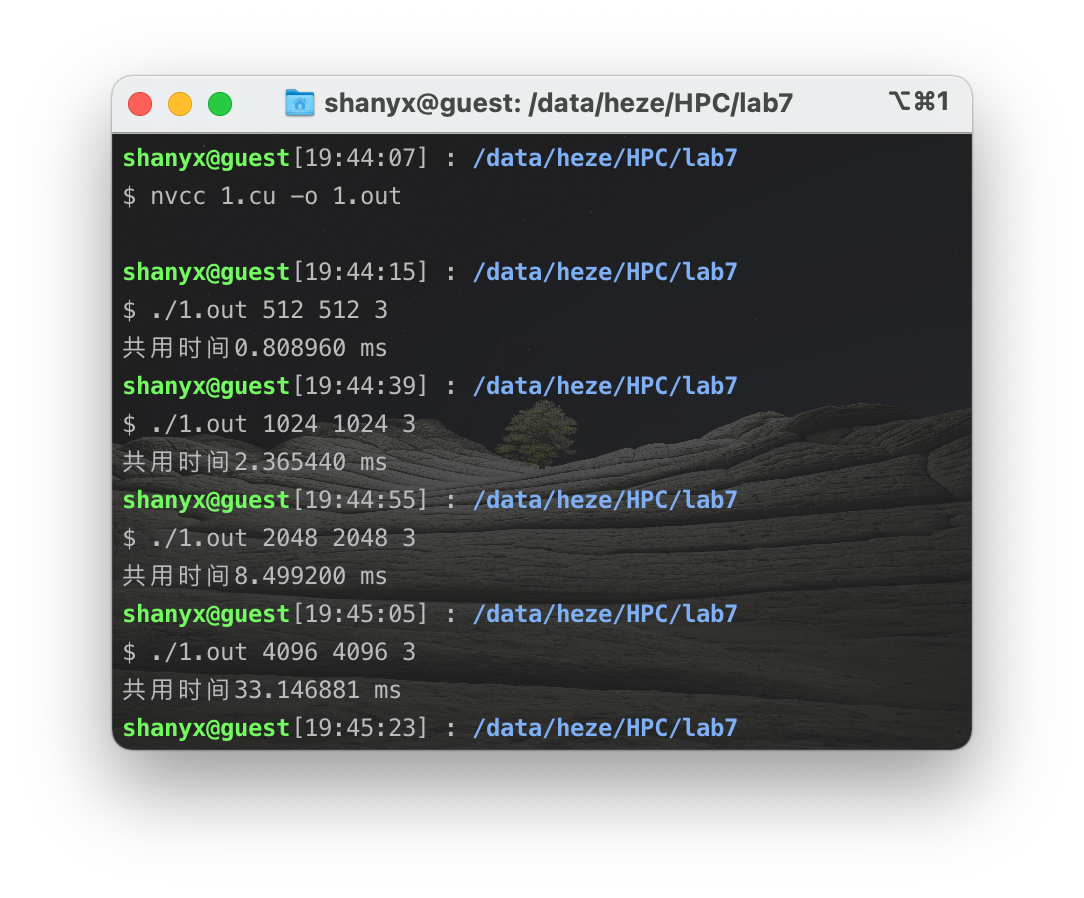 shanyx@guest: /data/heze/HPC/lab7 ⌥⌘1
shanyx@guest[19:44:07] : /data/heze/HPC/lab7
$ nvcc 1.cu -o 1.out
shanyx@guest[19:44:15] : /data/heze/HPC/lab7
$ ./1.out 512 512 3
共用时间0.808960 ms
shanyx@guest[19:44:39] : /data/heze/HPC/lab7
$ ./1.out 1024 1024 3
共用时间2.365440 ms
shanyx@guest[19:44:55] : /data/heze/HPC/lab7
$ ./1.out 2048 2048 3
共用时间8.499200 ms
shanyx@guest[19:45:05] : /data/heze/HPC/lab7
$ ./1.out 4096 4096 3
共用时间33.146881 ms
shanyx@guest[19:45:23] : /data/heze/HPC/lab7